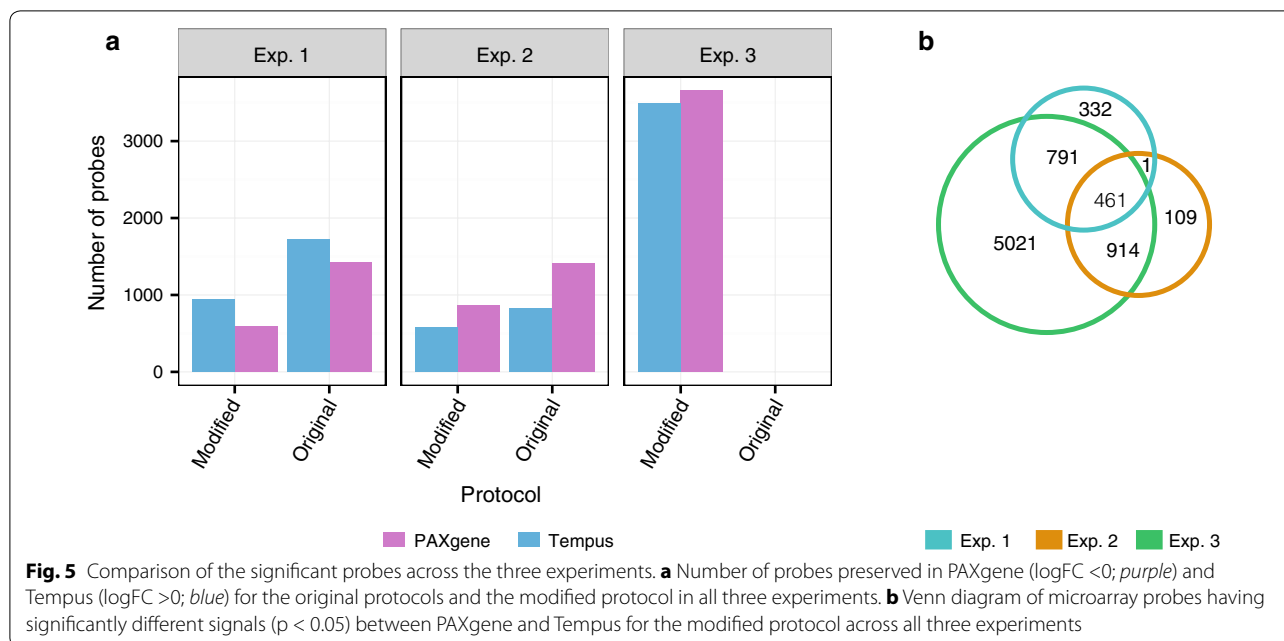 a
Exp. 1
Exp. 2
Exp. 3
Number of probes
3000
2000
1000
0
Modified
Original
Modified
Original
Modified
Original
Protocol
PAXgene
Tempus
b
332
791
1
461
109
5021
914
Exp. 1
Exp. 2
Exp. 3
Fig. 5 Comparison of the significant probes across the three experiments. a Number of probes preserved in PAXgene (logFC <0; purple) and
Tempus (logFC >0; blue) for the original protocols and the modified protocol in all three experiments. b Venn diagram of microarray probes having
significantly different signals (p < 0.05) between PAXgene and Tempus for the modified protocol across all three experiments